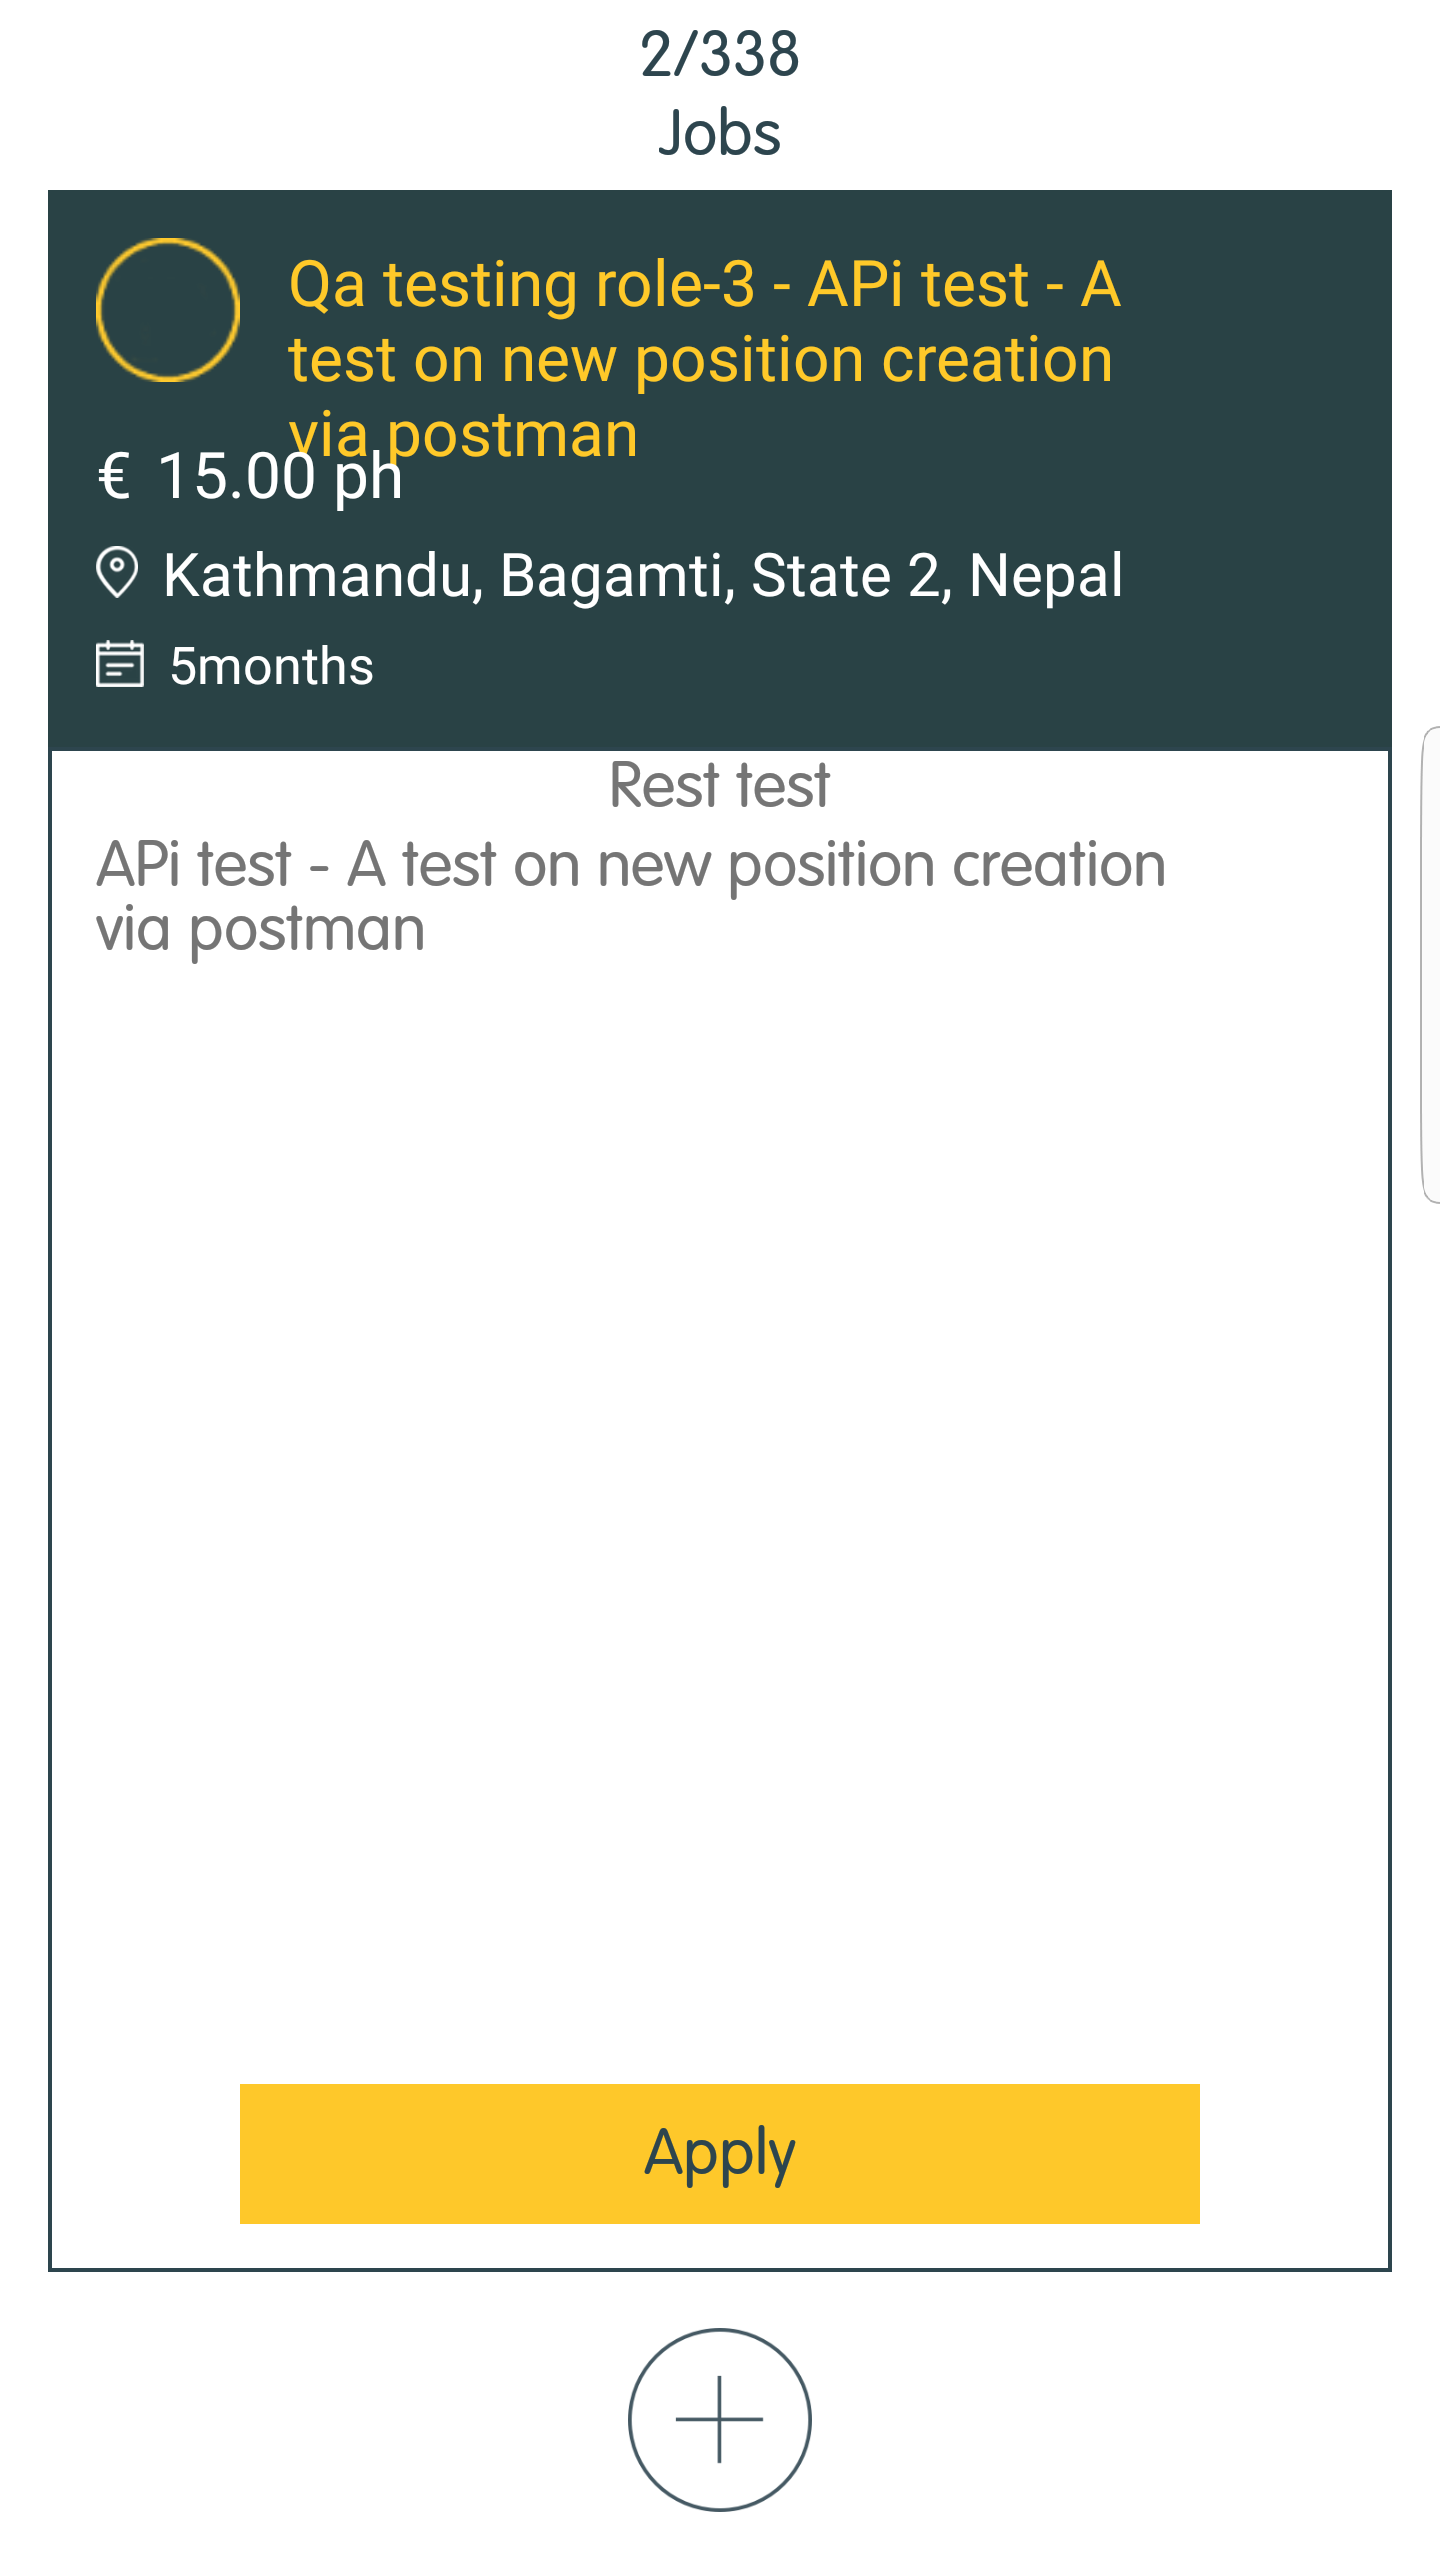 2/338
Jobs
Qa testing role-3 - APi test - A
test on new position creation
via postman
€ 15.00 ph
Kathmandu, Bagamti, State 2, Nepal
5months
Rest test
APi test - A test on new position creation
via postman
Apply